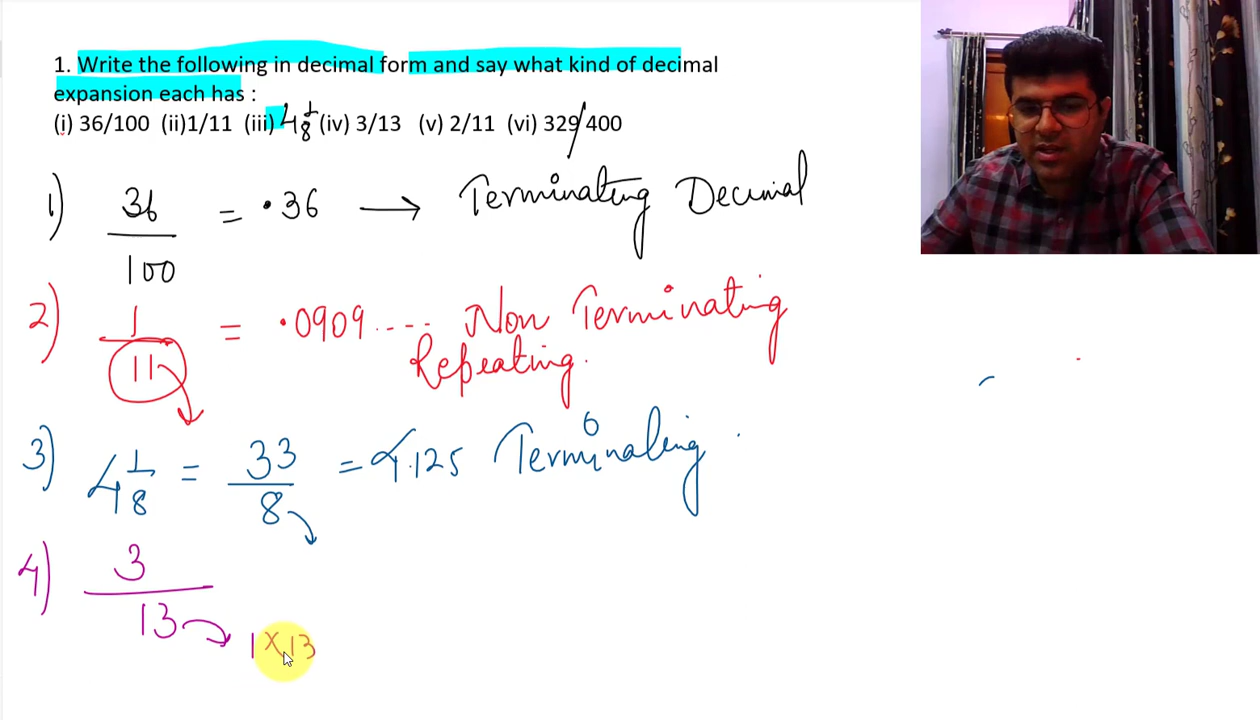 1. Write the following in decimal form and say what kind of decimal
expansion each has :
(i) 36/100 (ii)1/11 (iii) 4 1/8 (iv) 3/13 (v) 2/11 (vi) 329/400
1) 36/100 = .36 → Terminating Decimal
2) 1/11 = .0909.... Non Terminating
Repeating.
3) 4 1/8 = 33/8 = 4.125 Terminating
4) 3/13
1×13